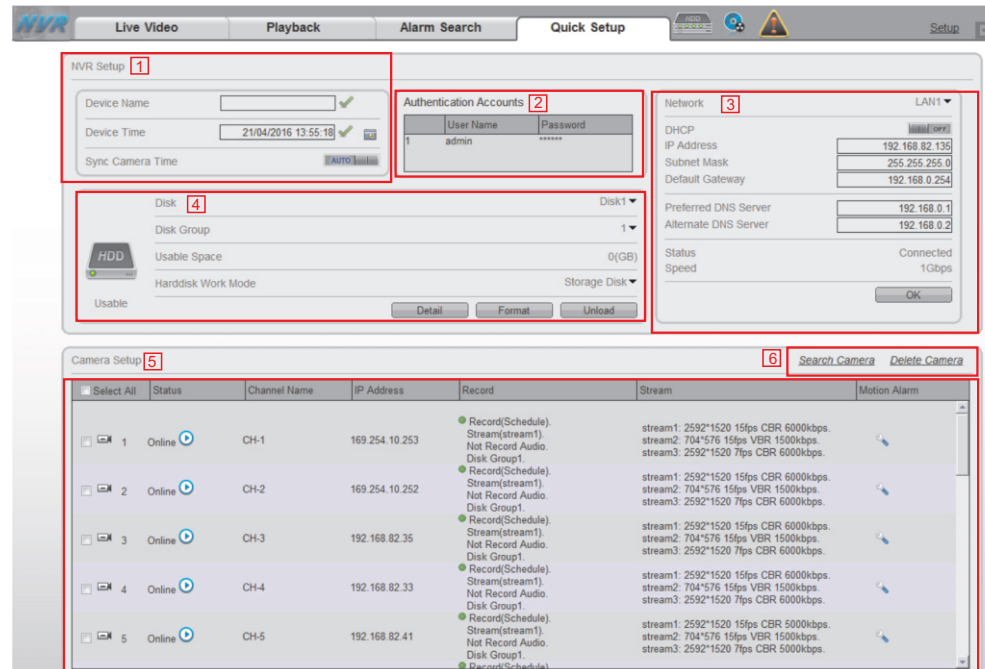 NVR Live Video Playback Alarm Search Quick Setup HDD Setup
NVR Setup 1
Device Name
Device Time 21/04/2016 13:55:18
Sync Camera Time AUTO
Authentication Accounts 2
User Name Password
1 admin ******
Network 3 LAN1
DHCP OFF
IP Address 192.168.82.135
Subnet Mask 255.255.255.0
Default Gateway 192.168.0.254
Preferred DNS Server 192.168.0.1
Alternate DNS Server 192.168.0.2
Status Connected
Speed 1Gbps
OK
Disk 4 Disk1
Disk Group 1
HDD
Usable
Usable Space 0(GB)
Harddisk Work Mode Storage Disk
Detail Format Unload
Camera Setup 5
6 Search Camera Delete Camera
Select All Status Channel Name IP Address Record Stream Motion Alarm
1 Online CH-1 169.254.10.253
Record(Schedule).
Stream(stream1).
Not Record Audio.
Disk Group1.
stream1: 2592*1520 15fps CBR 6000kbps.
stream2: 704*576 15fps VBR 1500kbps.
stream3: 2592*1520 7fps CBR 6000kbps.
2 Online CH-2 169.254.10.252
Record(Schedule).
Stream(stream1).
Not Record Audio.
Disk Group1.
stream1: 2592*1520 15fps CBR 6000kbps.
stream2: 704*576 15fps VBR 1500kbps.
stream3: 2592*1520 7fps CBR 6000kbps.
3 Online CH-3 192.168.82.35
Record(Schedule).
Stream(stream1).
Not Record Audio.
Disk Group1.
stream1: 2592*1520 15fps CBR 6000kbps.
stream2: 704*576 15fps VBR 1500kbps.
stream3: 2592*1520 7fps CBR 6000kbps.
4 Online CH-4 192.168.82.33
Record(Schedule).
Stream(stream1).
Not Record Audio.
Disk Group1.
stream1: 2592*1520 15fps CBR 6000kbps.
stream2: 704*576 15fps VBR 1500kbps.
stream3: 2592*1520 7fps CBR 6000kbps.
5 Online CH-5 192.168.82.41
Record(Schedule).
Stream(stream1).
Not Record Audio.
Disk Group1.
stream1: 2592*1520 15fps CBR 5000kbps.
stream2: 704*576 15fps VBR 1500kbps.
stream3: 2592*1520 7fps CBR 5000kbps.
Record(Schedule)